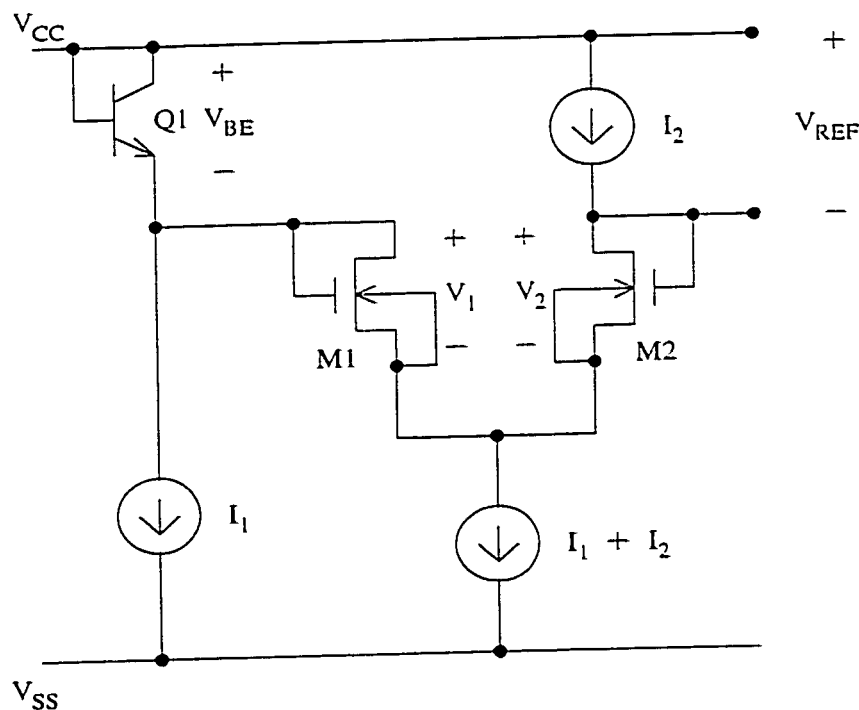 V_CC
+
Q1 V_BE
−
I_2
+
V_REF
−
+ +
V_1 V_2
− −
M1 M2
I_1
I_1 + I_2
V_SS